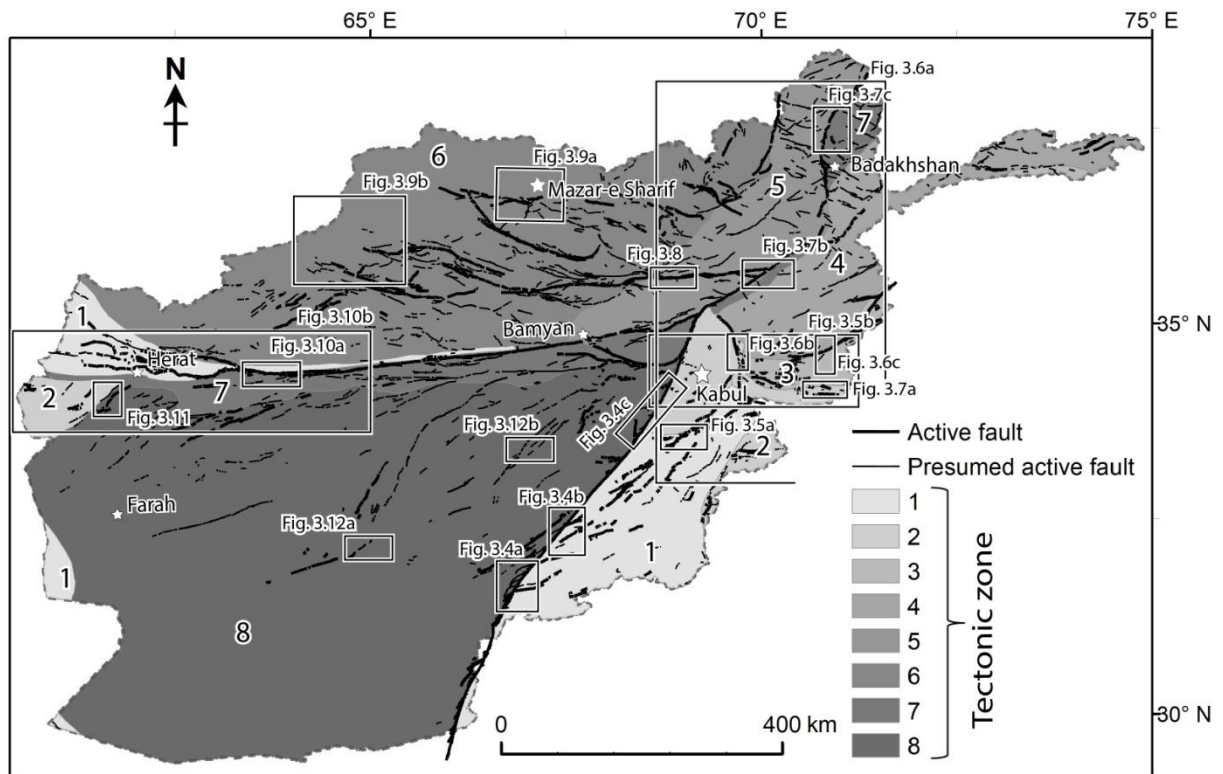 65° E
70° E
75° E
N
Fig. 3.6a
Fig. 3.7c
7
6
Fig. 3.9a
Badakhshan
Fig. 3.9b
Mazar-e Sharif
5
Fig. 3.8
Fig. 3.7b
4
1
Fig. 3.10b
Bamyan
Fig. 3.5b
35° N
Herat
Fig. 3.10a
Fig. 3.6b
3
Fig. 3.6c
2
7
Kabul
Fig. 3.7a
Fig. 3.11
Fig. 3.4c
Fig. 3.12b
Fig. 3.5a
2
Active fault
Presumed active fault
Farah
Fig. 3.12a
Fig. 3.4b
Fig. 3.4a
1
1
8
1
2
3
4
5
6
7
8
Tectonic zone
0
400 km
30° N